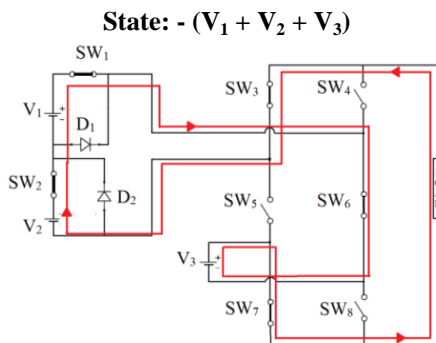 State: - (V₁ + V₂ + V₃)
SW₁
SW₃
SW₄
V₁
+
-
D₁
SW₂
D₂
SW₅
SW₆
V₂
+
-
V₃
+
-
SW₇
SW₈